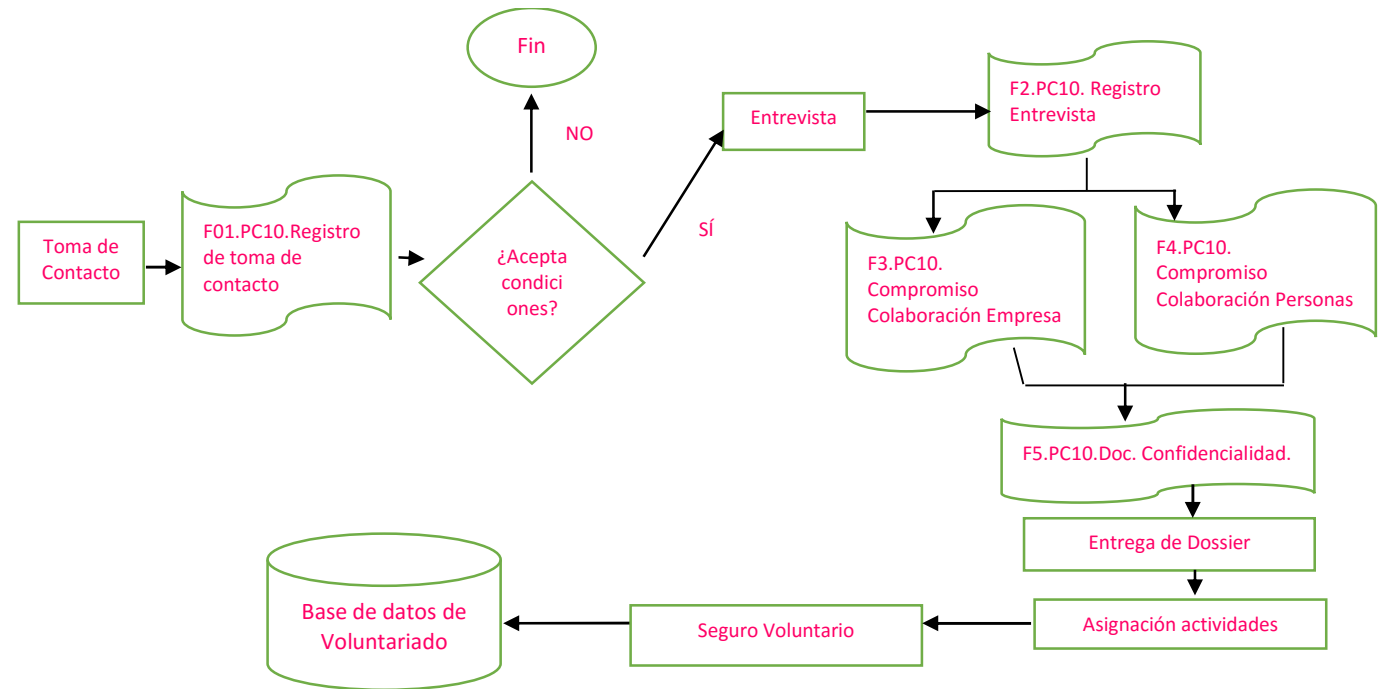 Fin
NO
Entrevista
F2.PC10. Registro
Entrevista
Toma de
Contacto
F01.PC10.Registro
de toma de
contacto
¿Acepta
condici
ones?
SÍ
F3.PC10.
Compromiso
Colaboración Empresa
F4.PC10.
Compromiso
Colaboración Personas
F5.PC10.Doc. Confidencialidad.
Entrega de Dossier
Asignación actividades
Seguro Voluntario
Base de datos de
Voluntariado